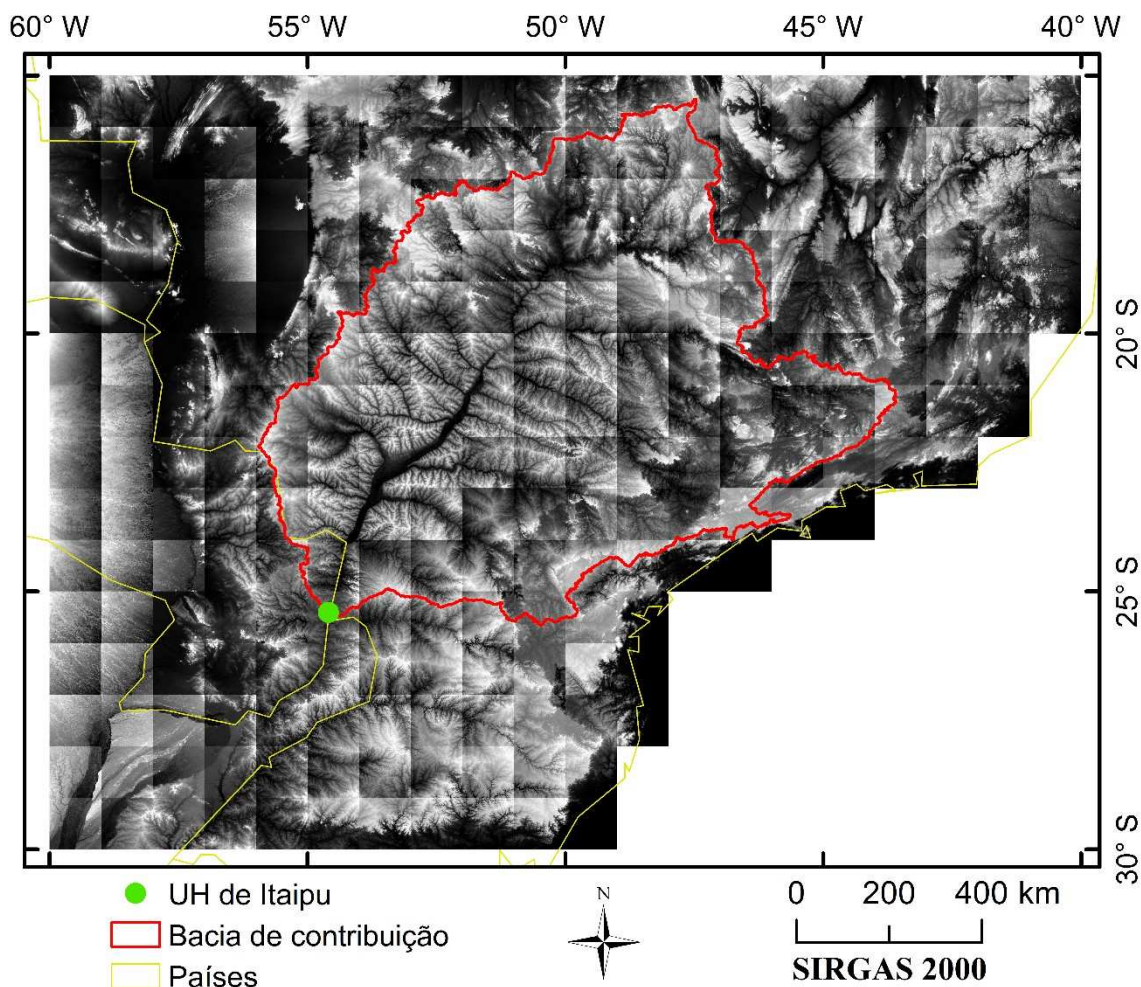 60° W 55° W 50° W 45° W 40° W
20° S
25° S
30° S
UH de Itaipu
Bacia de contribuição
Países
N
0 200 400 km
SIRGAS 2000